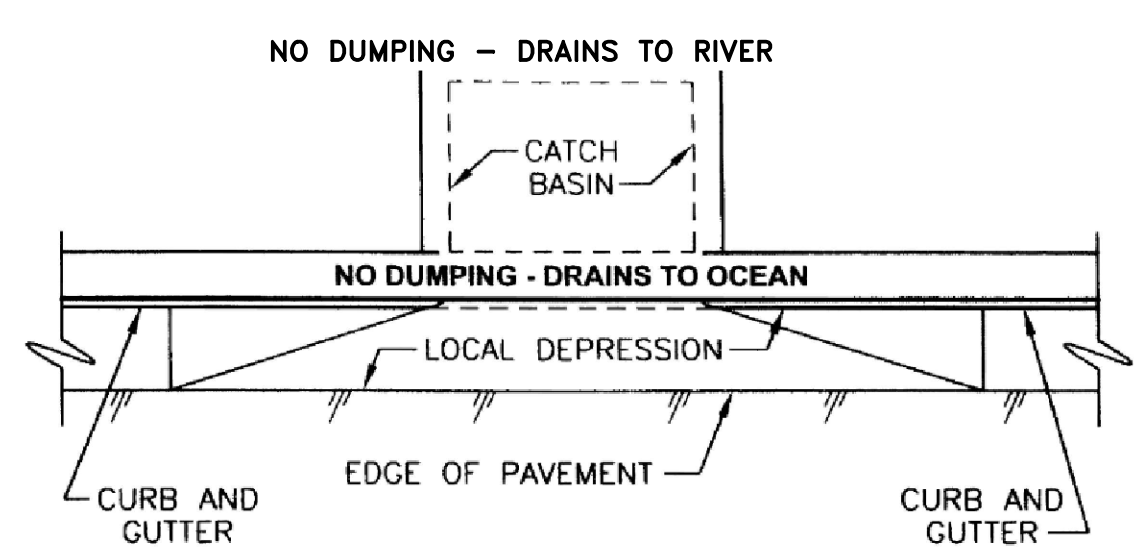 NO DUMPING - DRAINS TO RIVER
CATCH
BASIN
NO DUMPING - DRAINS TO OCEAN
LOCAL DEPRESSION
EDGE OF PAVEMENT
CURB AND
GUTTER
CURB AND
GUTTER